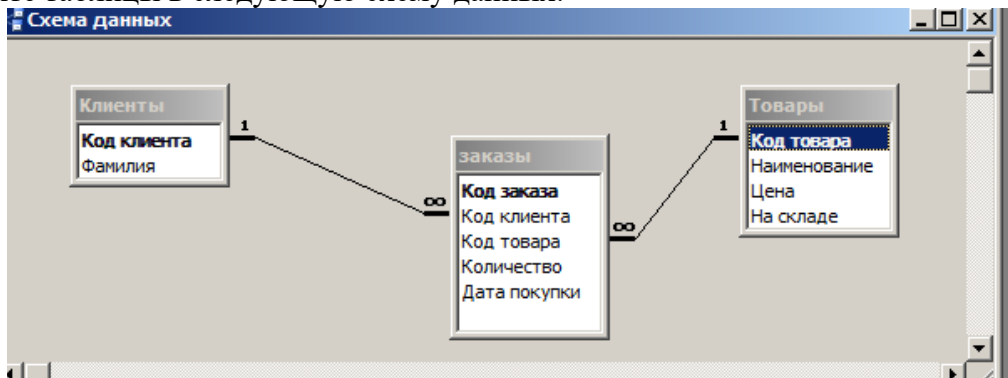 Схема данных
Клиенты
Код клиента
Фамилия
1
∞
заказы
Код заказа
Код клиента
Код товара
Количество
Дата покупки
∞
1
Товары
Код товара
Наименование
Цена
На складе